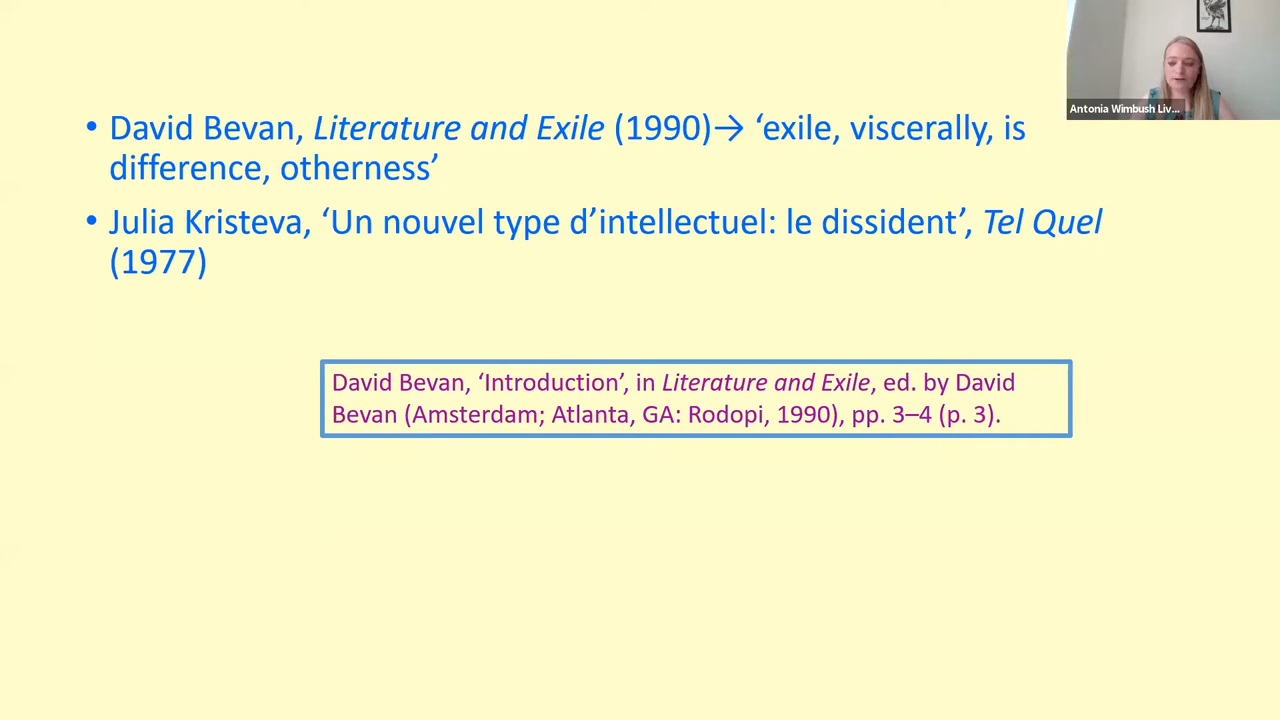 Antonia Wimbush Liv...
• David Bevan, Literature and Exile (1990)→ ‘exile, viscerally, is
difference, otherness’
• Julia Kristeva, ‘Un nouvel type d’intellectuel: le dissident’, Tel Quel
(1977)
David Bevan, ‘Introduction’, in Literature and Exile, ed. by David
Bevan (Amsterdam; Atlanta, GA: Rodopi, 1990), pp. 3–4 (p. 3).